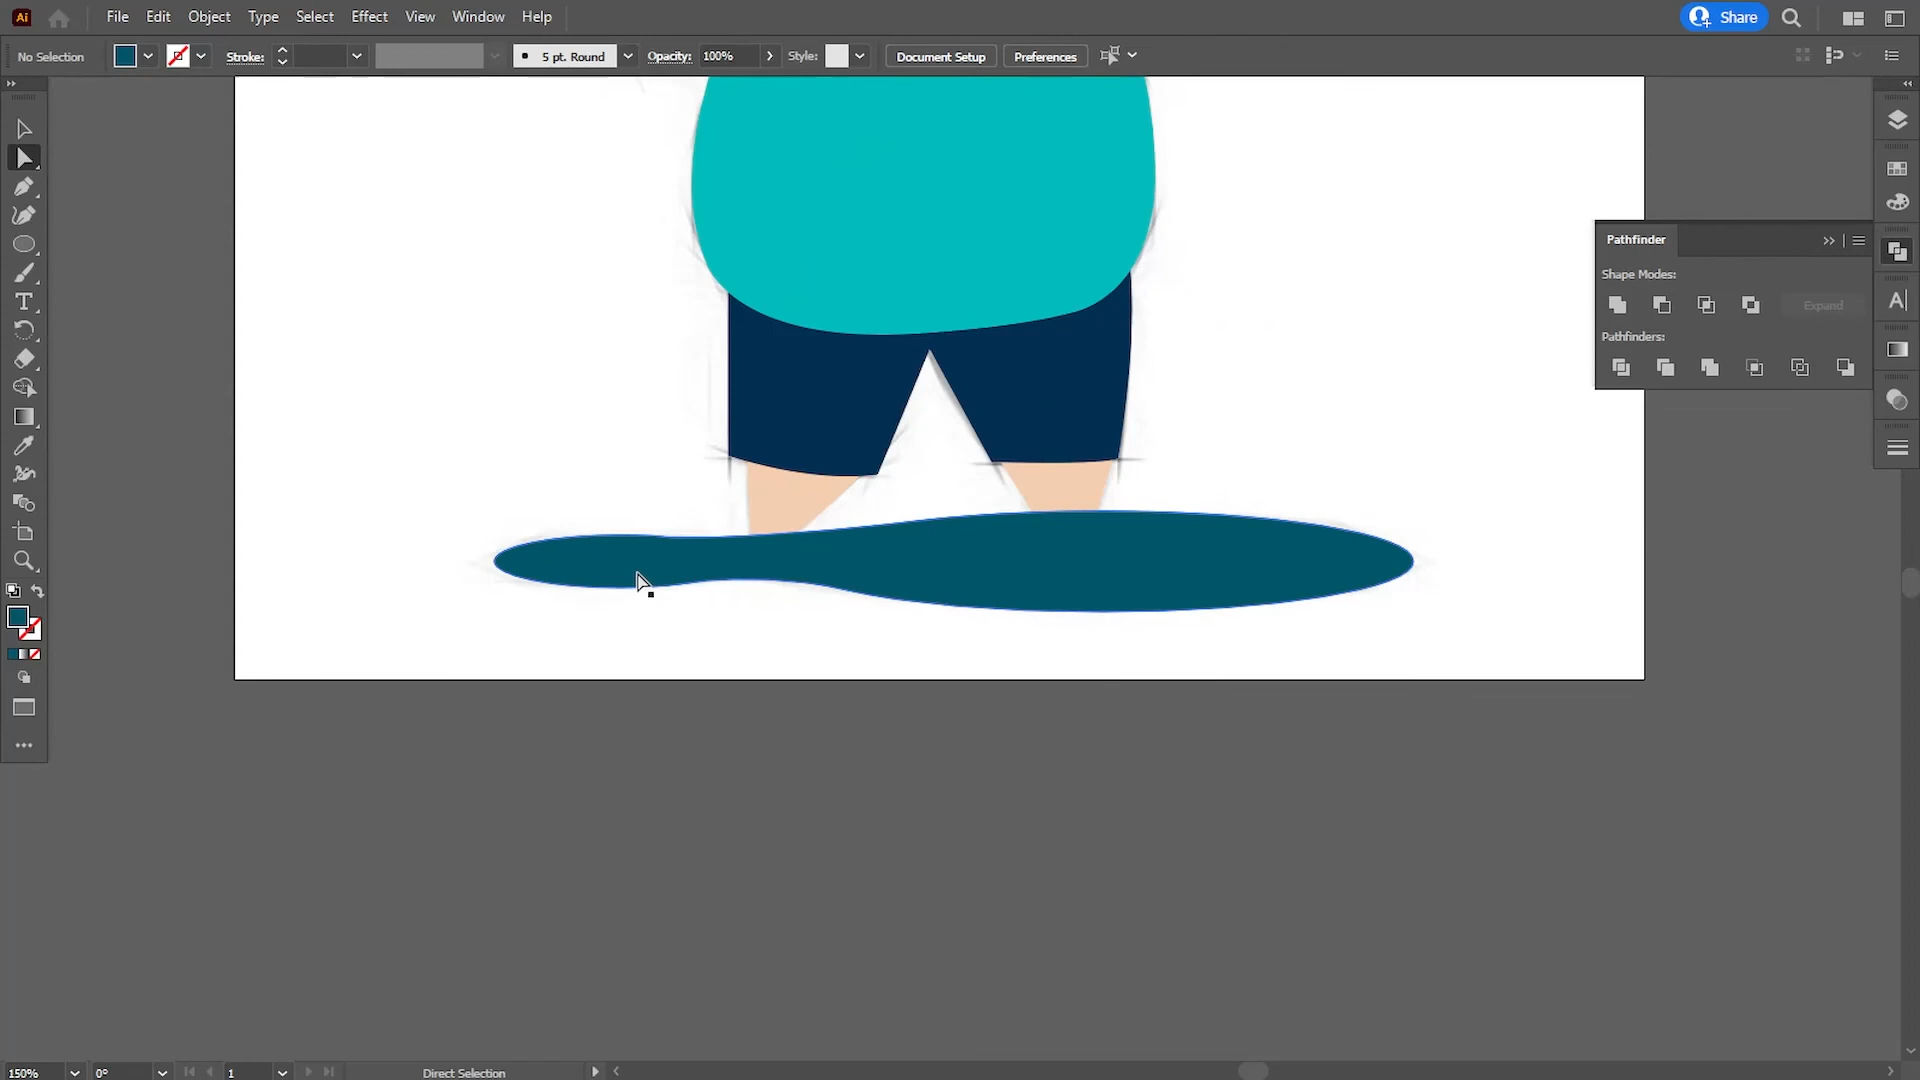 Ai File Edit Object Type Select Effect View Window Help Share
No Selection Stroke: 5 pt. Round Opacity: 100% Style: Document Setup Preferences
Pathfinder
Shape Modes:
Expand
Pathfinders:
150% 0° 1 Direct Selection